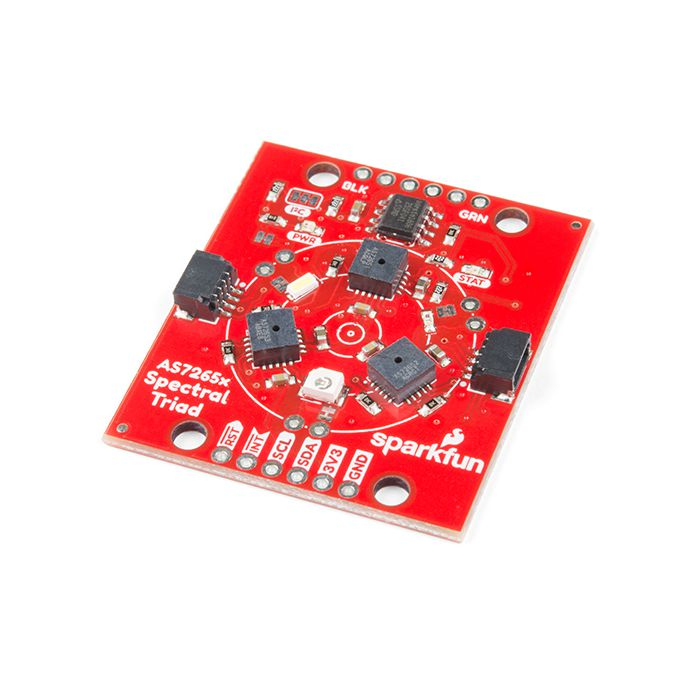 BLK
GRN
I²C
PWR
STAT
AS7265x
Spectral
Triad
sparkfun
RST
INT
SCL
SDA
3V3
GND